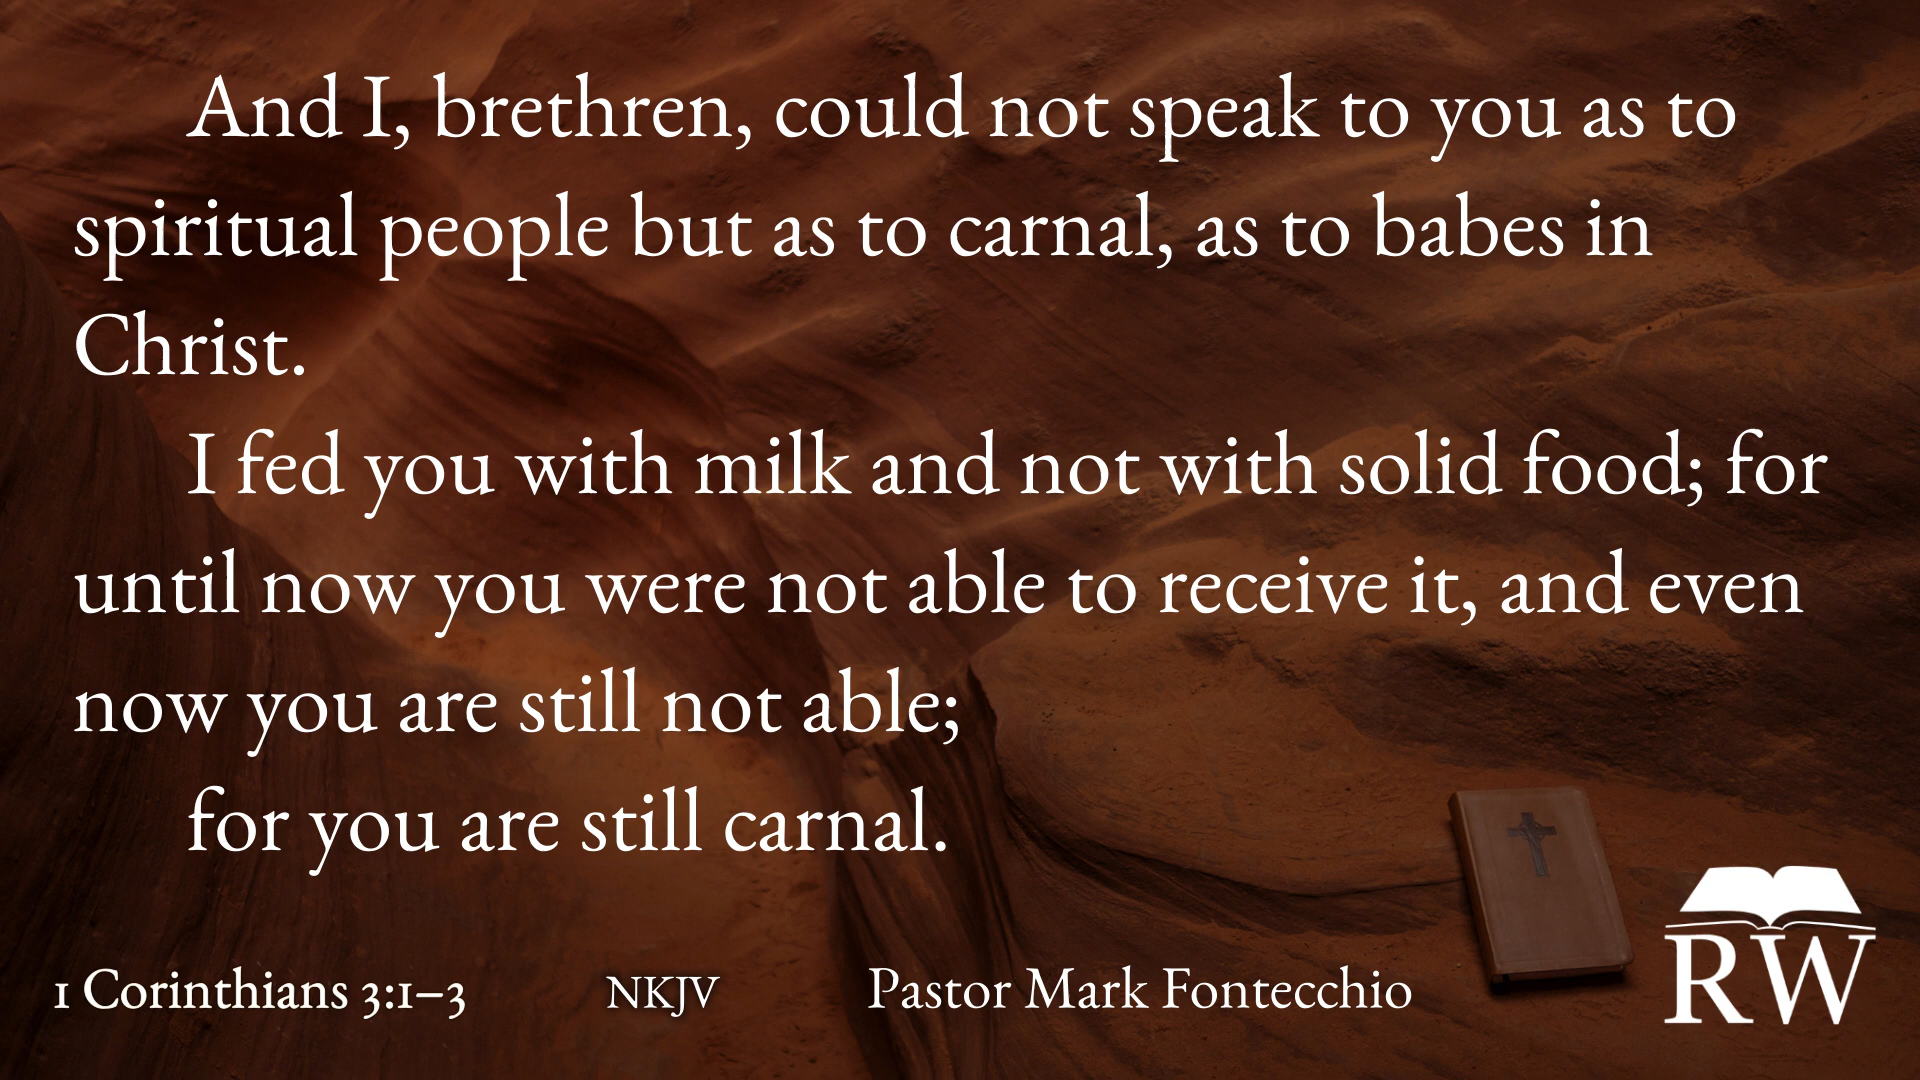 And I, brethren, could not speak to you as to
spiritual people but as to carnal, as to babes in
Christ.
I fed you with milk and not with solid food; for
until now you were not able to receive it, and even
now you are still not able;
for you are still carnal.
1 Corinthians 3:1–3 NKJV Pastor Mark Fontecchio
RW